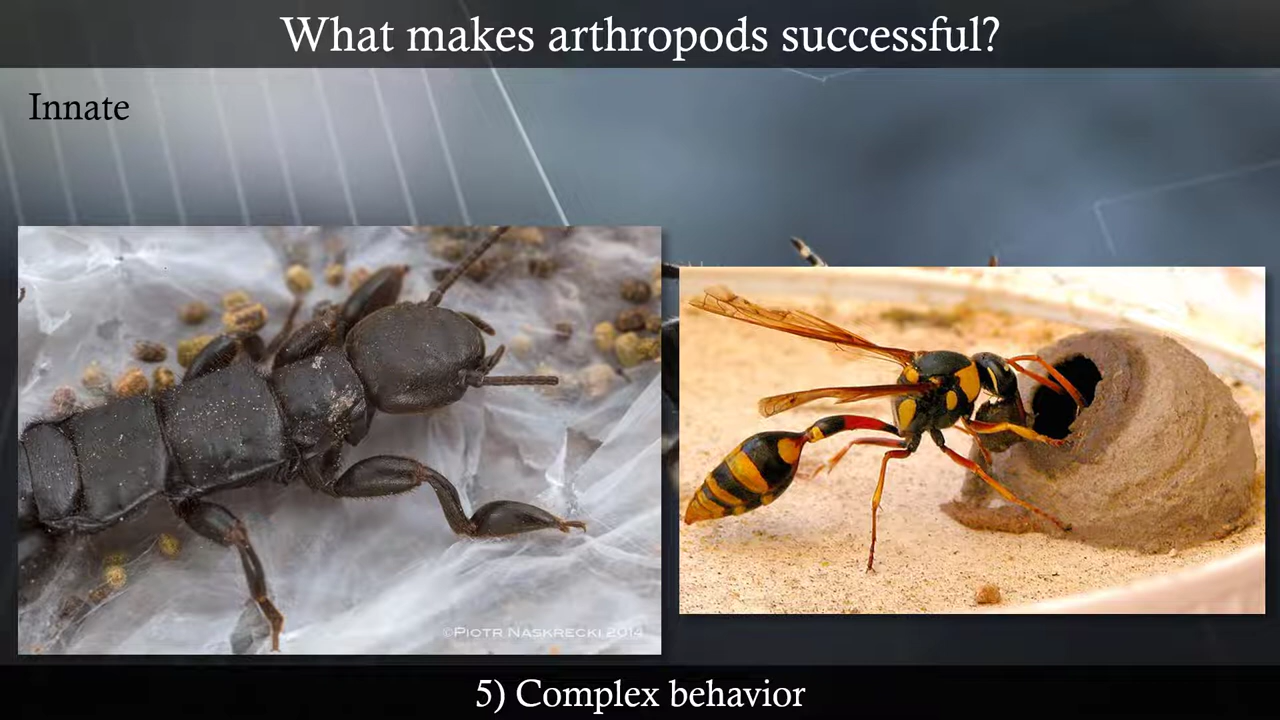 What makes arthropods successful?
Innate
©Piotr Naskrecki 2014
5) Complex behavior